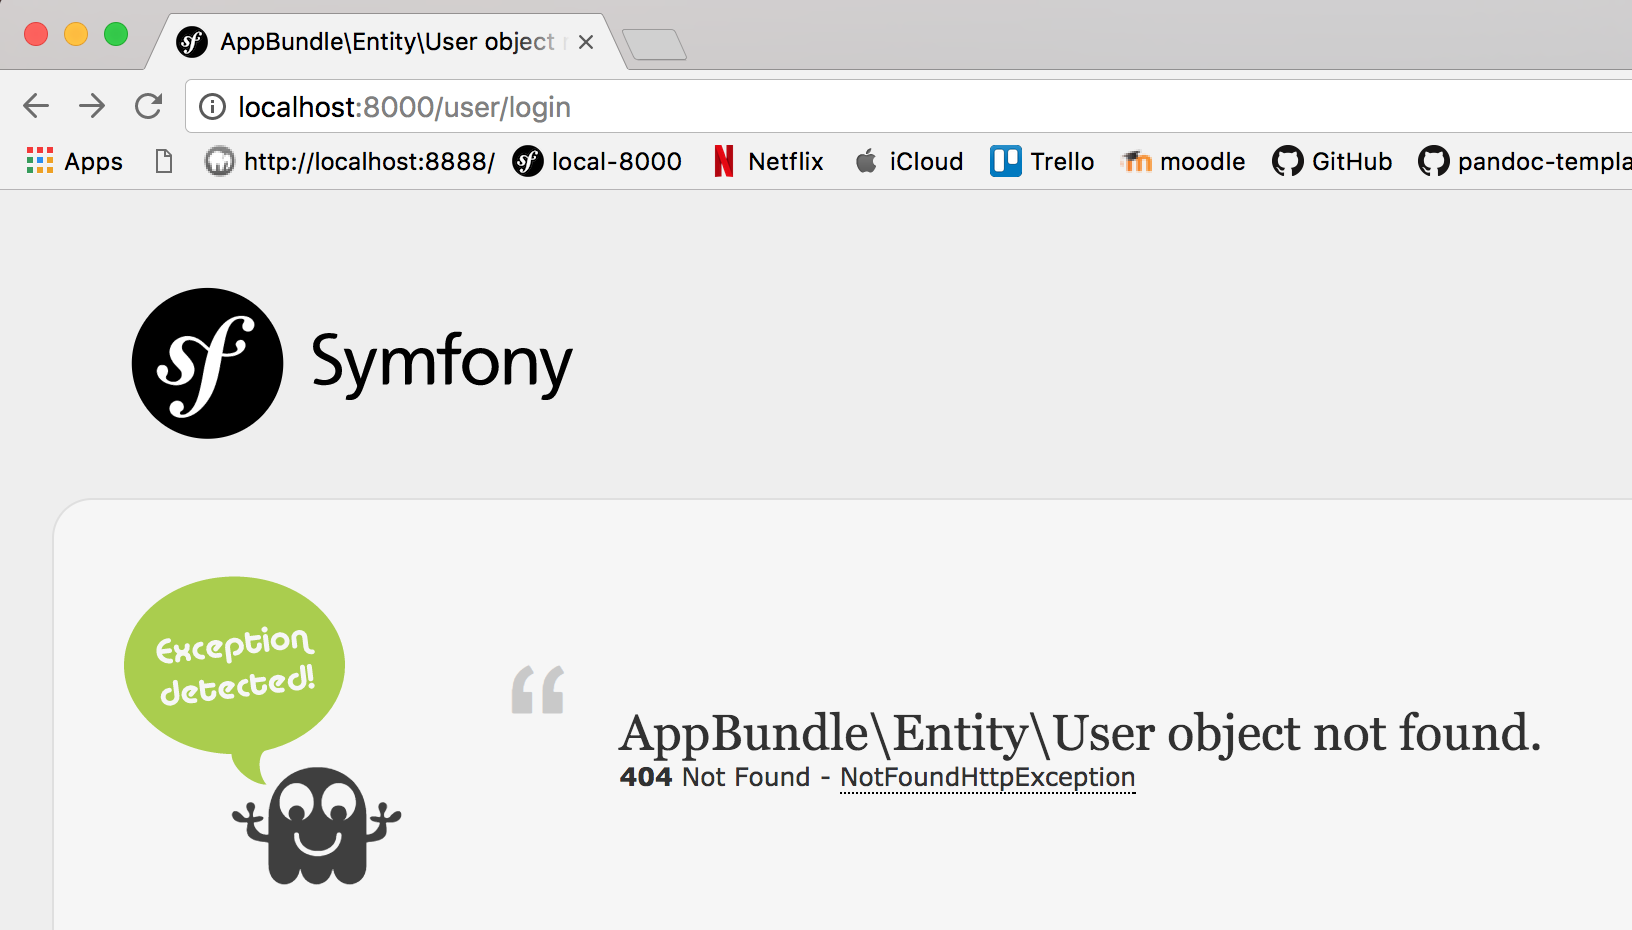 AppBundle\Entity\User object
localhost:8000/user/login
Apps http://localhost:8888/ local-8000 Netflix iCloud Trello moodle GitHub pandoc-templa
sf Symfony
Exception
detected!
“
AppBundle\Entity\User object not found.
404 Not Found - NotFoundHttpException